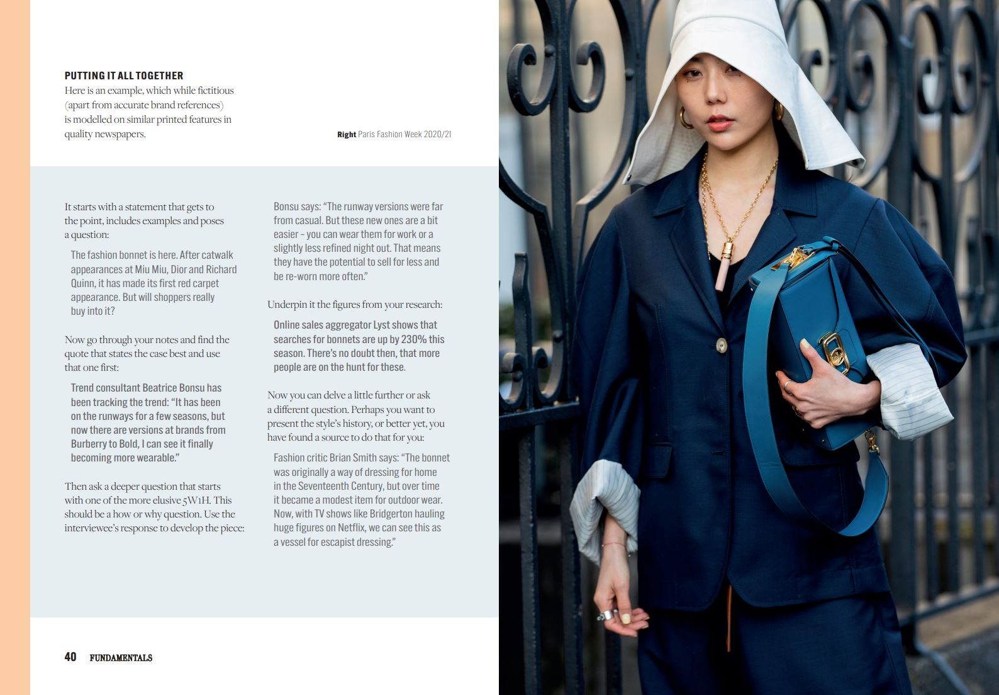 PUTTING IT ALL TOGETHER
Here is an example, which while fictitious
(apart from accurate brand references)
is modelled on similar printed features in
quality newspapers.
Right Paris Fashion Week 2020/21
It starts with a statement that gets to
the point, includes examples and poses
a question:
The fashion bonnet is here. After catwalk
appearances at Miu Miu, Dior and Richard
Quinn, it has made its first red carpet
appearance. But will shoppers really
buy into it?
Now go through your notes and find the
quote that states the case best and use
that one first:
Trend consultant Beatrice Bonsu has
been tracking the trend: “It has been
on the runways for a few seasons, but
now there are versions at brands from
Burberry to Bold, I can see it finally
becoming more wearable.”
Then ask a deeper question that starts
with one of the more elusive 5W1H. This
should be a how or why question. Use the
interviewee’s response to develop the piece:
Bonsu says: “The runway versions were far
from casual. But these new ones are a bit
easier – you can wear them for work or a
slightly less refined night out. That means
they have the potential to sell for less and
be re-worn more often.”
Underpin it the figures from your research:
Online sales aggregator Lyst shows that
searches for bonnets are up by 230% this
season. There’s no doubt then, that more
people are on the hunt for these.
Now you can delve a little further or ask
a different question. Perhaps you want to
present the style’s history, or better yet, you
have found a source to do that for you:
Fashion critic Brian Smith says: “The bonnet
was originally a way of dressing for home
in the Seventeenth Century, but over time
it became a modest item for outdoor wear.
Now, with TV shows like Bridgerton hauling
huge figures on Netflix, we can see this as
a vessel for escapist dressing.”
40 FUNDAMENTALS